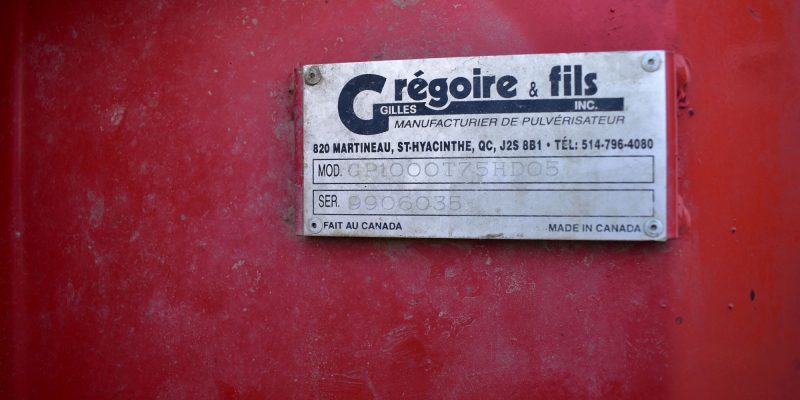 Grégoire & fils
GILLES INC.
MANUFACTURIER DE PULVÉRISATEUR
820 MARTINEAU, ST-HYACINTHE, QC, J2S 8B1 • TÉL: 514-796-4080
MOD. GP1000T75HD05
SER. 9906035
FAIT AU CANADA MADE IN CANADA